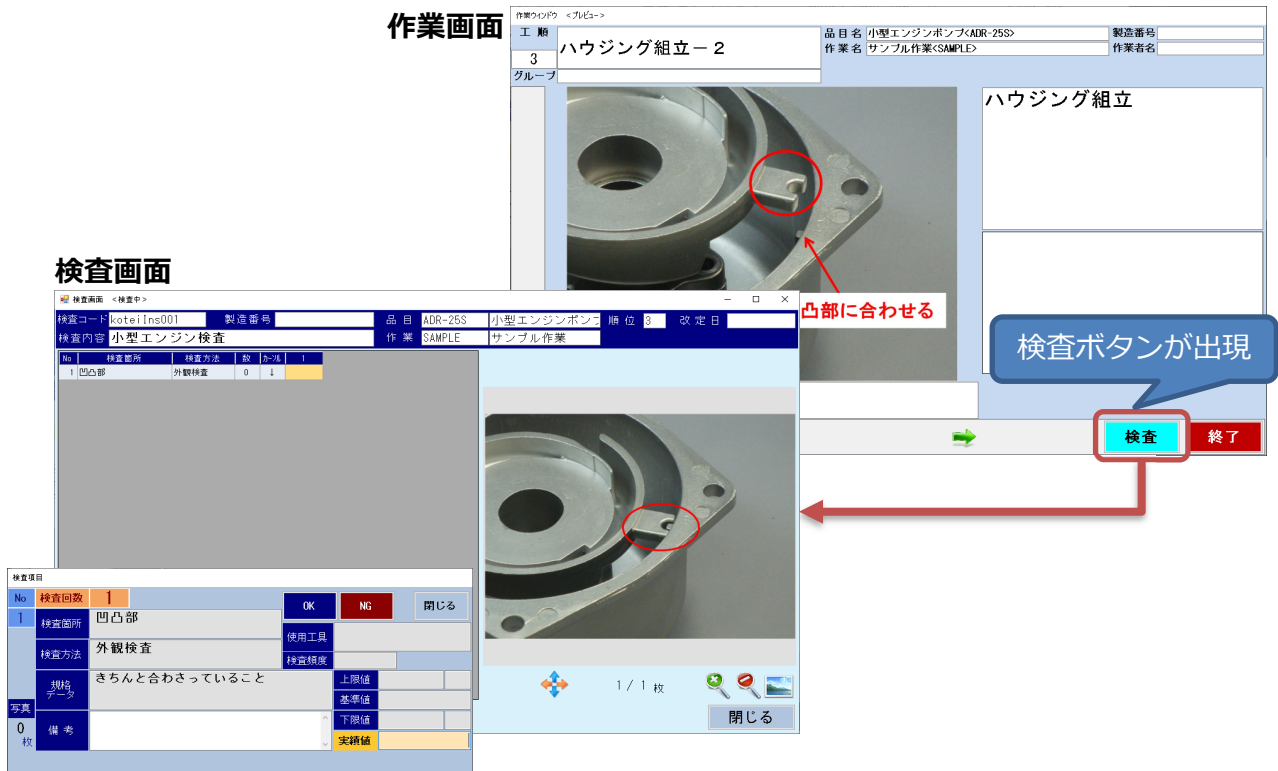 作業画面
作業ウインドウ <プレビュー>
工 順
3
ハウジング組立－２
グループ
品 目 名 小型エンジンポンプ<ADR-25S>
作 業 名 サンプル作業<SAMPLE>
製造番号
作業者名
ハウジング組立
凸部に合わせる
検査ボタンが出現
検査
終了
検査画面
検査画面 <検査中>
検査コード koteiIns001 製造番号
検査内容 小型エンジン検査
品 目 ADR-25S 小型エンジンポンプ 順 位 3 改 定 日
作 業 SAMPLE サンプル作業
No 検査箇所 検査方法 数 カーソル 1
1 凹凸部 外観検査 0 ↓
1 / 1 枚
閉じる
検査項目
No 検査回数 1
OK NG 閉じる
1 検査箇所 凹凸部
使用工具
検査方法 外観検査
検査頻度
規格
データ
きちんと合わさっていること
上限値
基準値
下限値
実績値
写真
0
枚
備 考